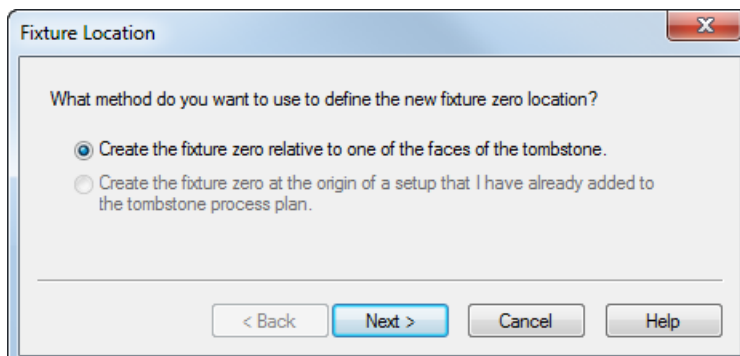 Fixture Location
What method do you want to use to define the new fixture zero location?
Create the fixture zero relative to one of the faces of the tombstone.
Create the fixture zero at the origin of a setup that I have already added to
the tombstone process plan.
< Back Next > Cancel Help